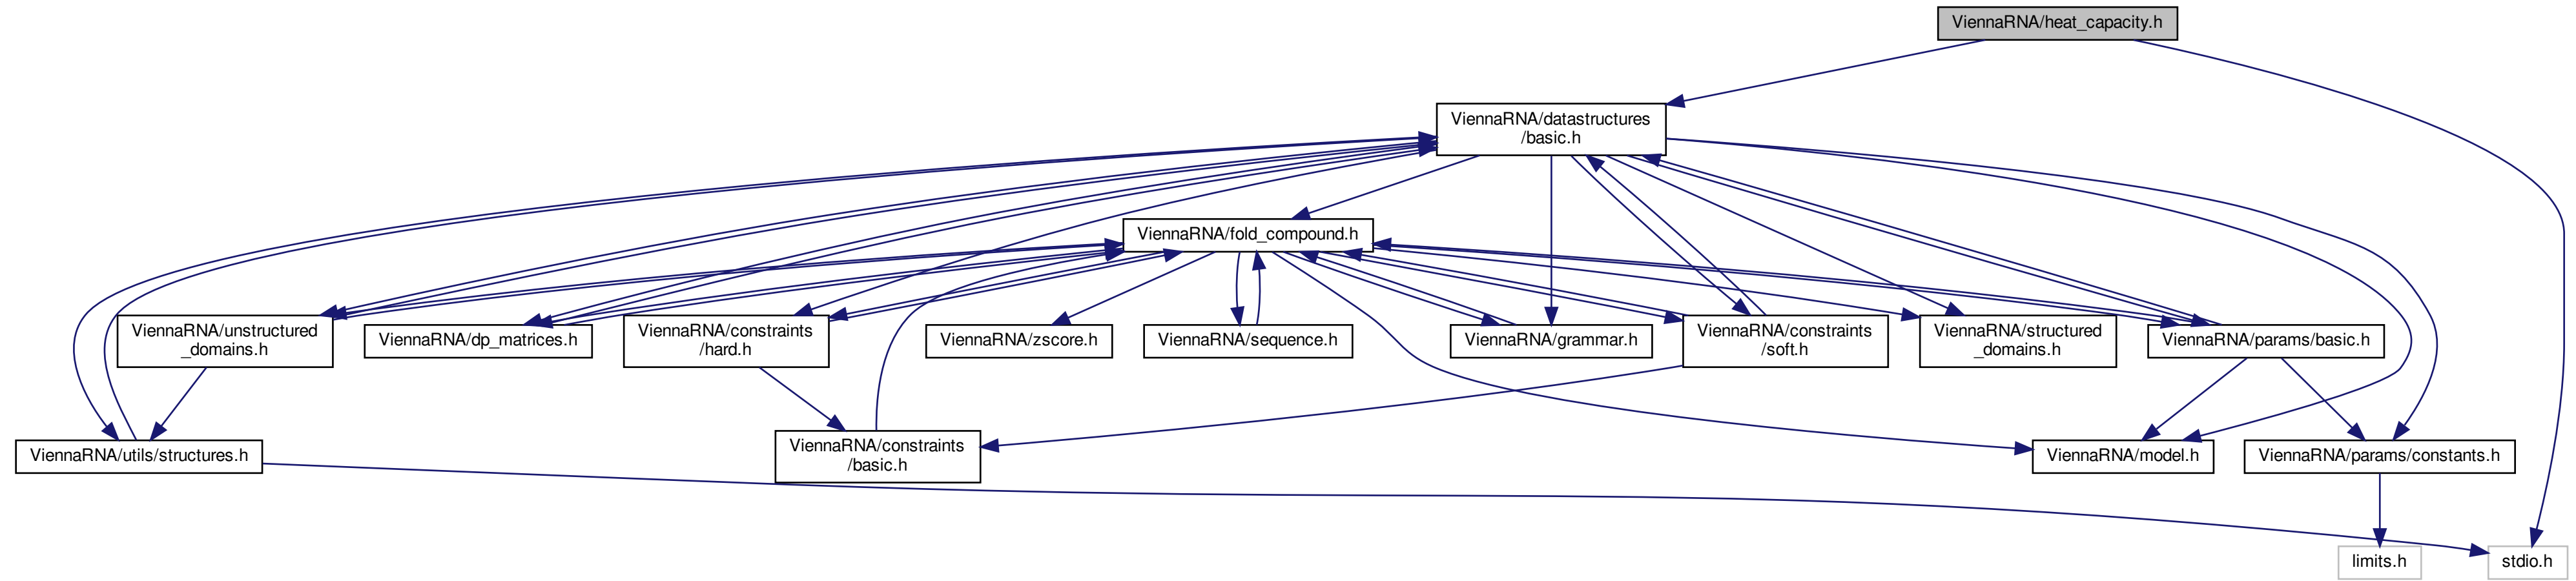 ViennaRNA/heat_capacity.h
ViennaRNA/datastructures
/basic.h
ViennaRNA/fold_compound.h
ViennaRNA/unstructured
_domains.h
ViennaRNA/dp_matrices.h
ViennaRNA/constraints
/hard.h
ViennaRNA/zscore.h
ViennaRNA/sequence.h
ViennaRNA/grammar.h
ViennaRNA/constraints
/soft.h
ViennaRNA/structured
_domains.h
ViennaRNA/params/basic.h
ViennaRNA/utils/structures.h
ViennaRNA/constraints
/basic.h
ViennaRNA/model.h
ViennaRNA/params/constants.h
limits.h
stdio.h